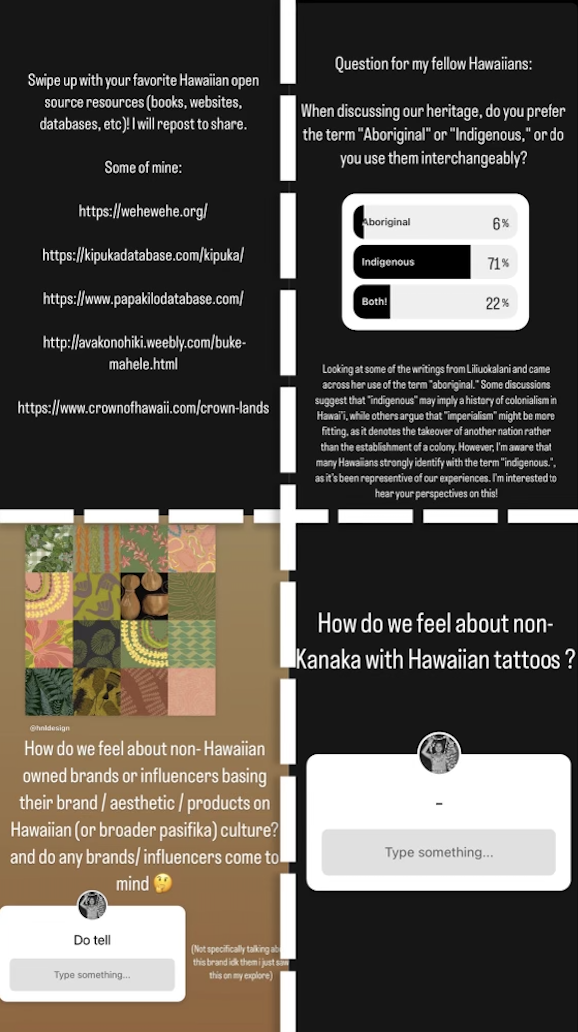 Swipe up with your favorite Hawaiian open
source resources (books, websites,
databases, etc)! I will repost to share.
Some of mine:
https://wehewehe.org/
https://kipukadatabase.com/kipuka/
https://www.papakilodatabase.com/
http://avakonohiki.weebly.com/buke-
mahele.html
https://www.crownofhawaii.com/crown-lands
Question for my fellow Hawaiians:
When discussing our heritage, do you prefer
the term "Aboriginal" or "Indigenous," or do
you use them interchangeably?
Aboriginal 6%
Indigenous 71%
Both! 22%
Looking at some of the writings from Liliuokalani and came
across her use of the term "aboriginal." Some discussions
suggest that "indigenous" may imply a history of colonialism in
Hawai'i, while others argue that "imperialism" might be more
fitting, as it denotes the takeover of another nation rather
than the establishment of a colony. However, I'm aware that
many Hawaiians strongly identify with the term "indigenous.",
as it's been representive of our experiences. I'm interested to
hear your perspectives on this!
@hnldesign
How do we feel about non- Hawaiian
owned brands or influencers basing
their brand / aesthetic / products on
Hawaiian (or broader pasifika) culture?
and do any brands/ influencers come to
mind 🤔
Do tell
Type something...
(Not specifically talking
this brand idk them i just
this on my explore)
How do we feel about non-
Kanaka with Hawaiian tattoos ?
-
Type something...